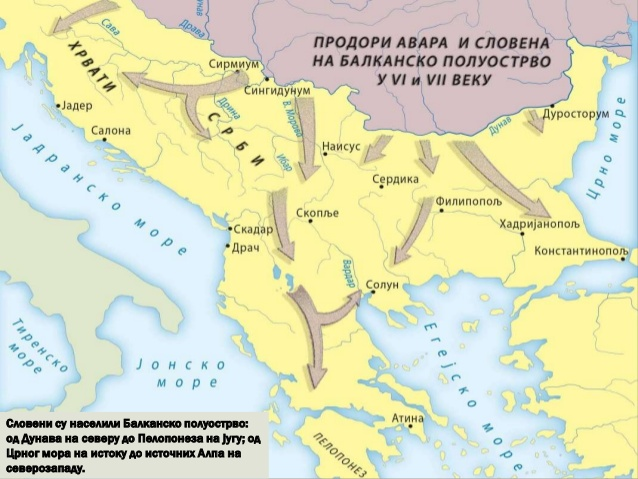 ПРОДОРИ АВАРА И СЛОВЕНА
НА БАЛКАНСКО ПОЛУОСТРВО
У VI и VII ВЕКУ
Сава
Драва
ХРВАТИ
Сирмиум
Сингидунум
Дрина
СРБИ
В. Морава
Ибар
Јадер
Салона
Наисус
Дунав
Дуросторум
Црно море
Јадранско море
Сердика
Филипопољ
Скопље
Хадријанопољ
Скадар
Драч
Константинопољ
Вардар
Солун
Тиренско
море
Јонско
море
Егејско море
Атина
ПЕЛОПОНЕЗ
Словени су населили Балканско полуострво:
од Дунава на северу до Пелопонеза на југу; од
Црног мора на истоку до источних Алпа на
северозападу.